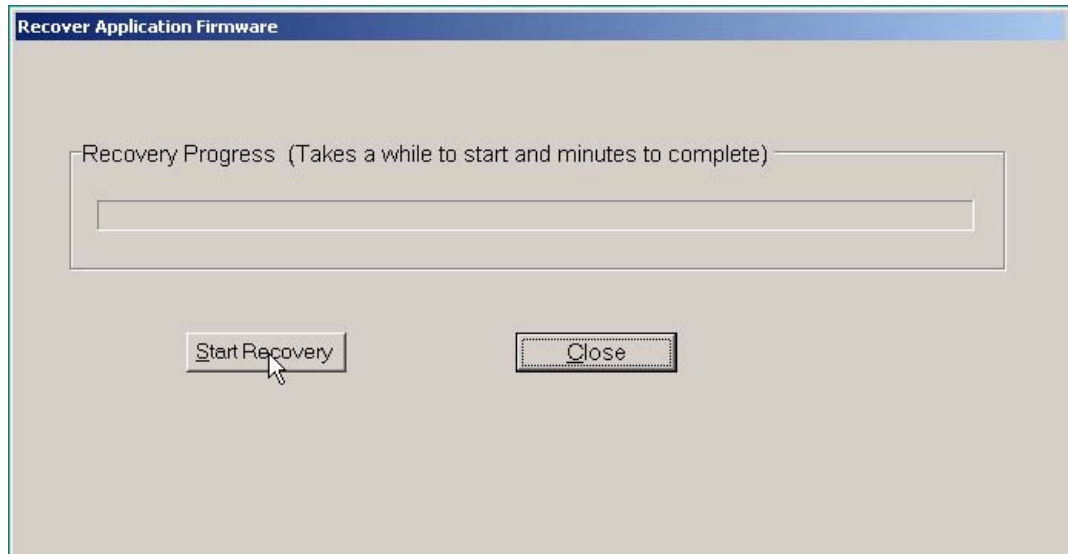 Recover Application Firmware
Recovery Progress (Takes a while to start and minutes to complete)
Start Recovery
Close